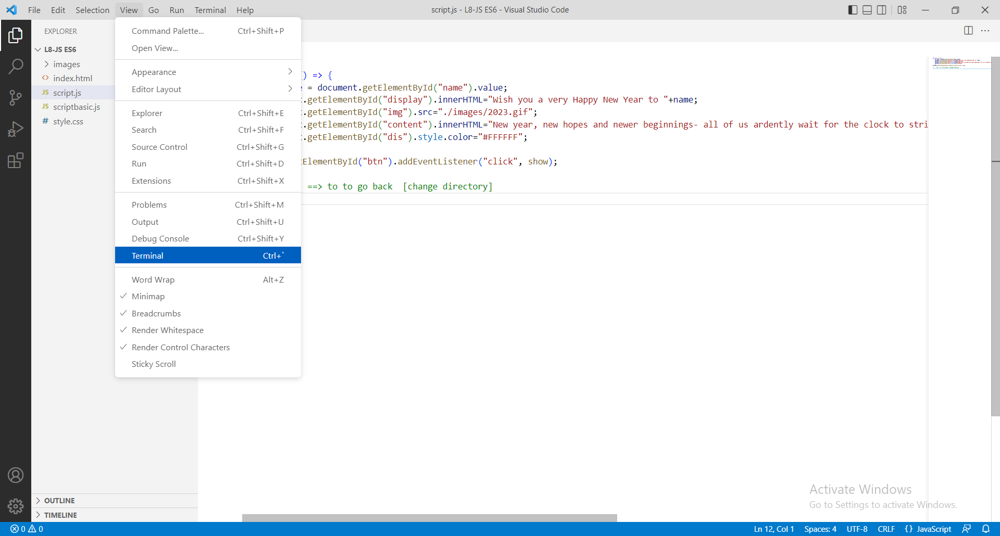 File Edit Selection View Go Run Terminal Help script.js - L8-JS ES6 - Visual Studio Code
EXPLORER
L8-JS ES6
images
index.html
JS script.js
JS scriptbasic.js
# style.css
OUTLINE
TIMELINE
Command Palette... Ctrl+Shift+P
Open View...
Appearance
Editor Layout
Explorer Ctrl+Shift+E
Search Ctrl+Shift+F
Source Control Ctrl+Shift+G
Run Ctrl+Shift+D
Extensions Ctrl+Shift+X
Problems Ctrl+Shift+M
Output Ctrl+Shift+U
Debug Console Ctrl+Shift+Y
Terminal Ctrl+`
Word Wrap Alt+Z
Minimap
Breadcrumbs
Render Whitespace
Render Control Characters
Sticky Scroll
) => {
= document.getElementById("name").value;
.getElementById("display").innerHTML="Wish you a very Happy New Year to "+name;
.getElementById("img").src="./images/2023.gif";
.getElementById("content").innerHTML="New year, new hopes and newer beginnings- all of us ardently wait for the clock to stri
.getElementById("dis").style.color="#FFFFFF";
ElementById("btn").addEventListener("click", show);
==> to to go back [change directory]
Activate Windows
Go to Settings to activate Windows.
0 0 Ln 12, Col 1 Spaces: 4 UTF-8 CRLF {} JavaScript